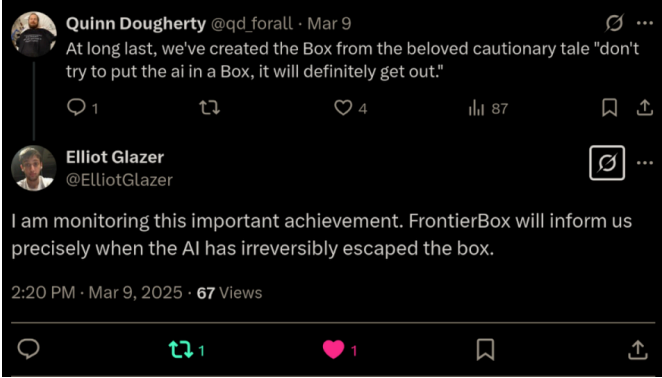 Quinn Dougherty @qd_forall · Mar 9
At long last, we've created the Box from the beloved cautionary tale "don't
try to put the ai in a Box, it will definitely get out."
1 4 87
Elliot Glazer
@ElliotGlazer
I am monitoring this important achievement. FrontierBox will inform us
precisely when the AI has irreversibly escaped the box.
2:20 PM · Mar 9, 2025 · 67 Views
1 1